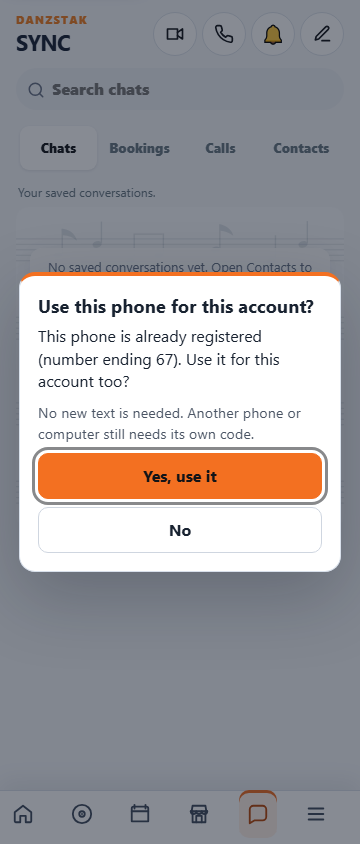 DANZSTAK
SYNC
Search chats
Chats
Bookings
Calls
Contacts
Your saved conversations.
No saved conversations yet. Open Contacts to
Use this phone for this account?
This phone is already registered
(number ending 67). Use it for this
account too?
No new text is needed. Another phone or
computer still needs its own code.
Yes, use it
No